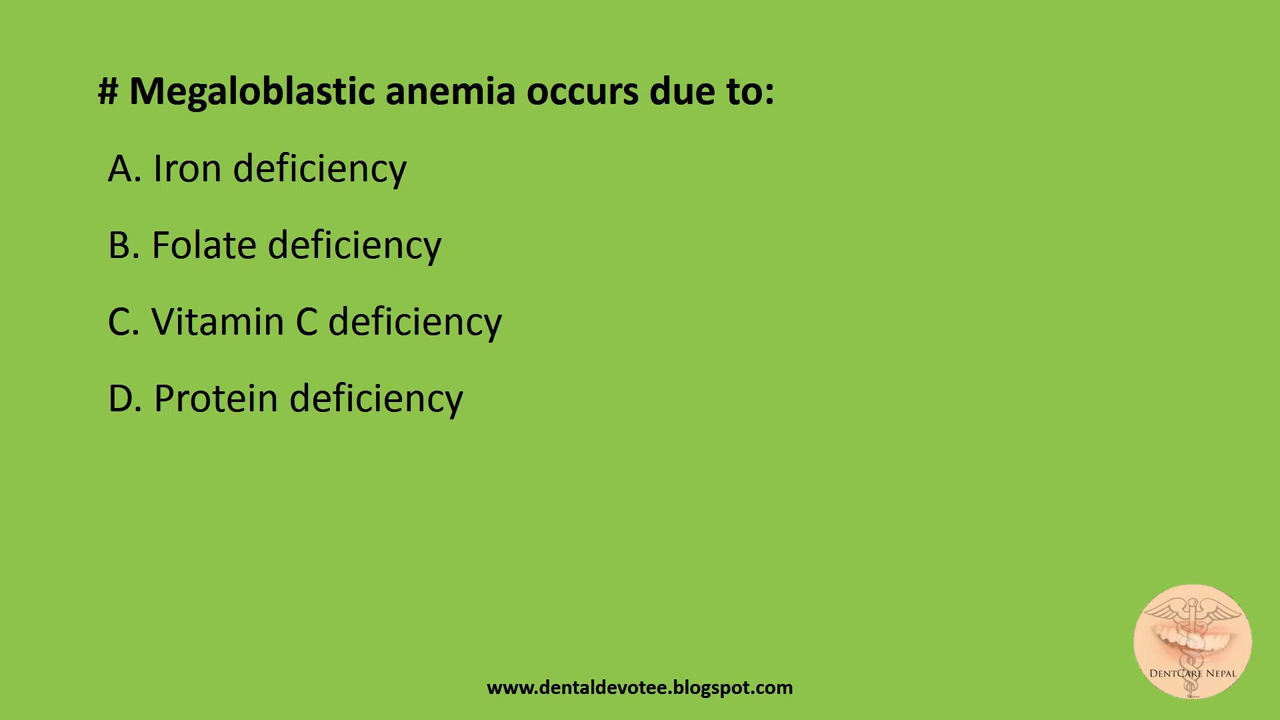 # Megaloblastic anemia occurs due to:
A. Iron deficiency
B. Folate deficiency
C. Vitamin C deficiency
D. Protein deficiency
DentCare Nepal
www.dentaldevotee.blogspot.com